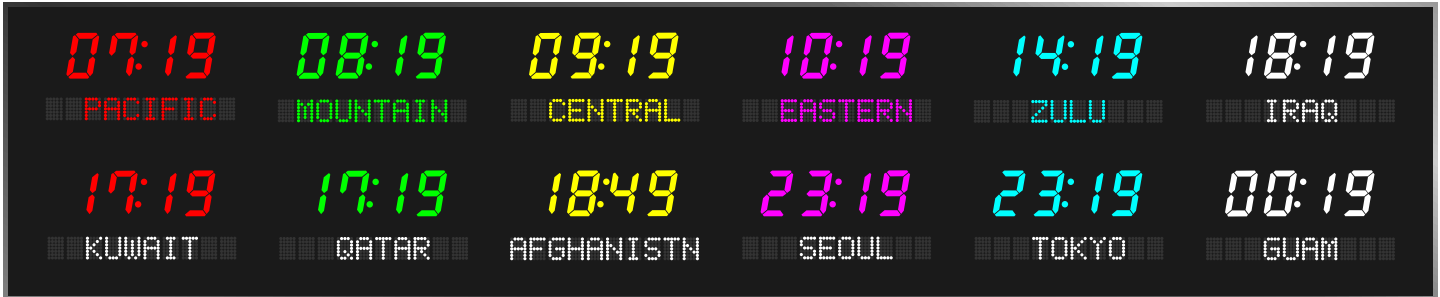 07:19 08:19 09:19 10:19 14:19 18:19
PACIFIC MOUNTAIN CENTRAL EASTERN ZULU IRAQ
17:19 17:19 18:49 23:19 23:19 00:19
KUWAIT QATAR AFGHANISTN SEOUL TOKYO GUAM